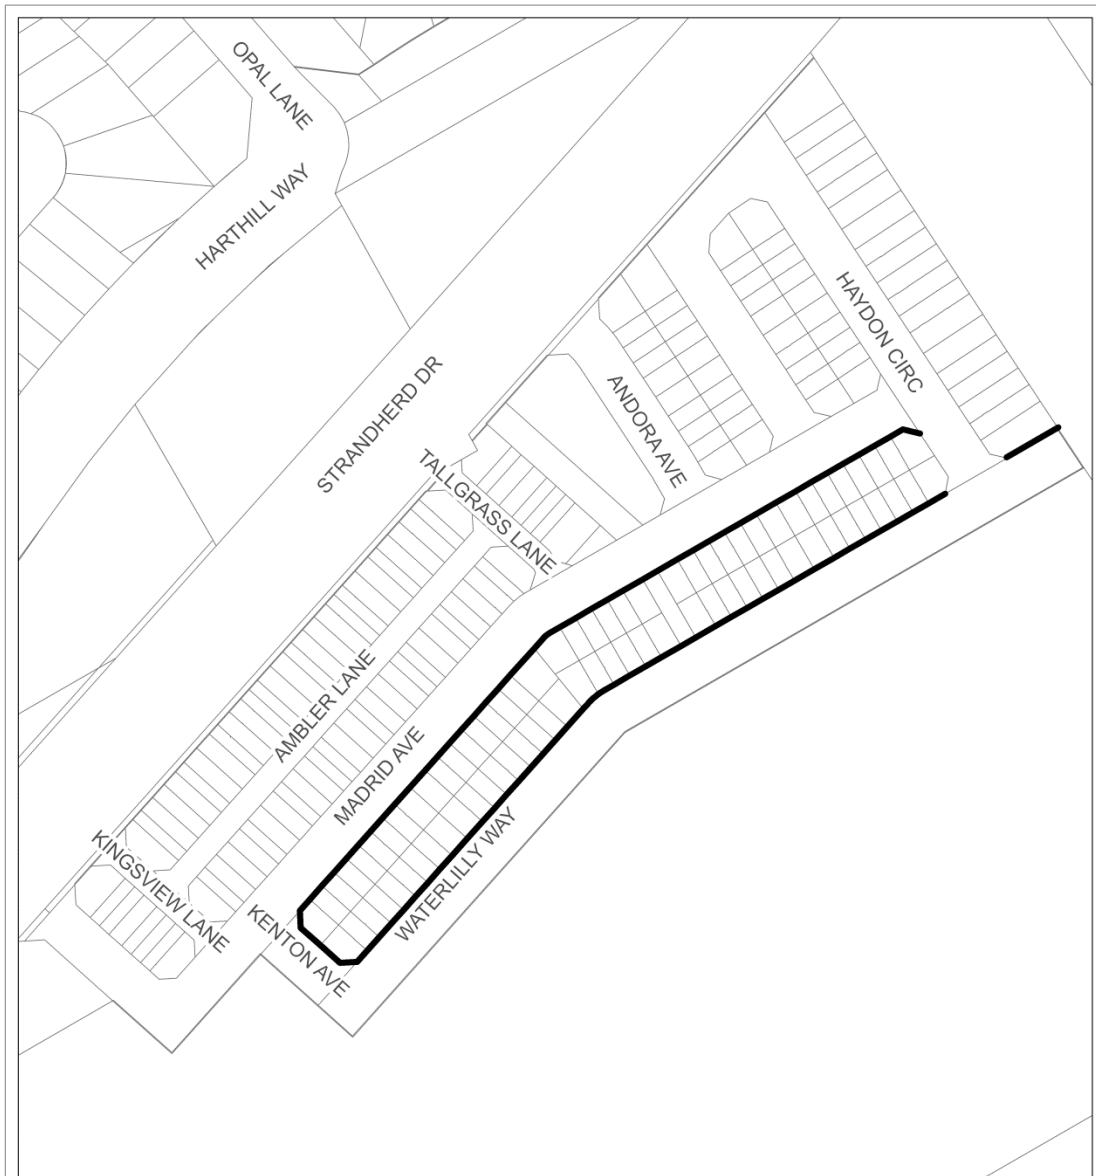 OPAL LANE
HARTHILL WAY
HAYDON CIRC
STRANDHERD DR
ANDORA AVE
TALLGRASS LANE
AMBLER LANE
MADRID AVE
WATERLILLY WAY
KINGSVIEW LANE
KENTON AVE